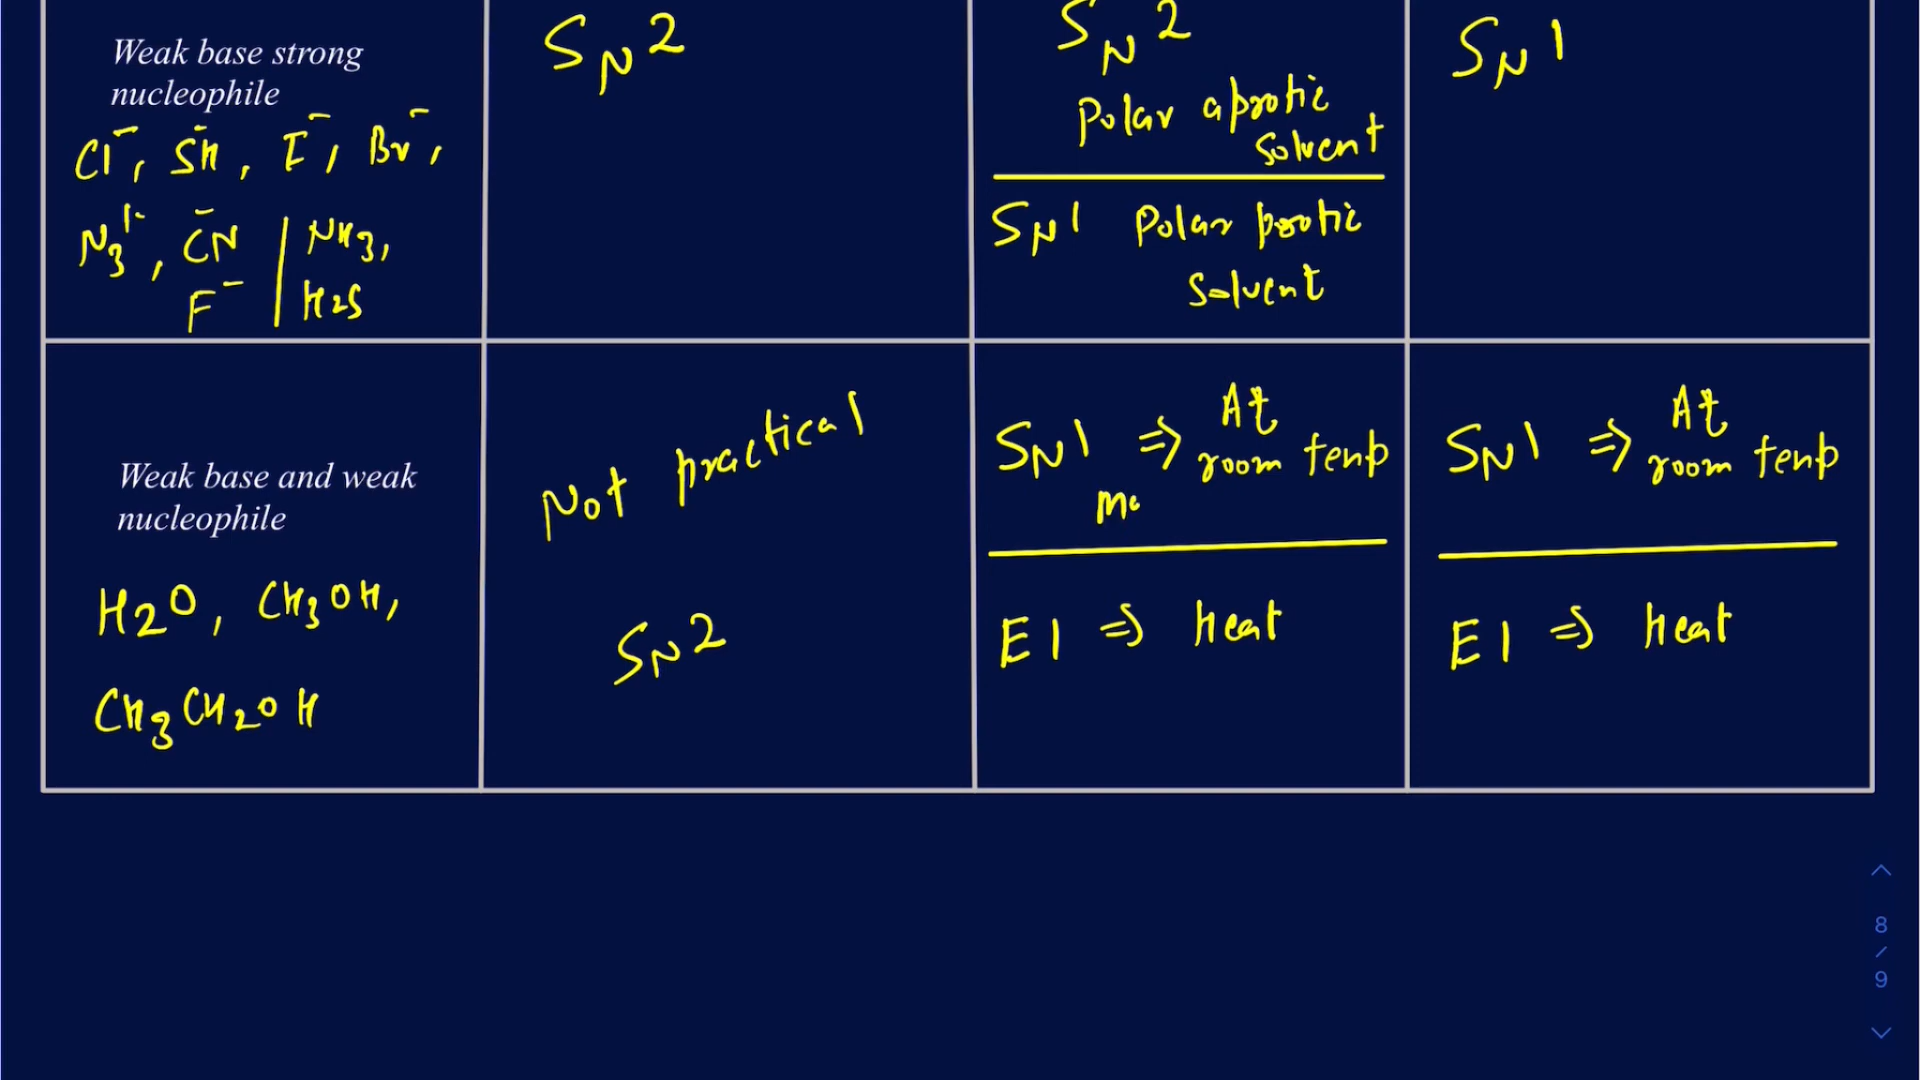 Weak base strong
nucleophile
Cl⁻, S̄H, I⁻, Br⁻,
N₃⁻, C̄N | NH₃,
F⁻ | H₂S
SN2
SN2
Polar aprotic
solvent
SN1 Polar protic
solvent
SN1
Weak base and weak
nucleophile
H₂O, CH₃OH,
CH₃CH₂OH
Not practical
SN2
SN1 ⇒ At
room temp
E1 ⇒ heat
SN1 ⇒ At
room temp
E1 ⇒ heat
8
/
9